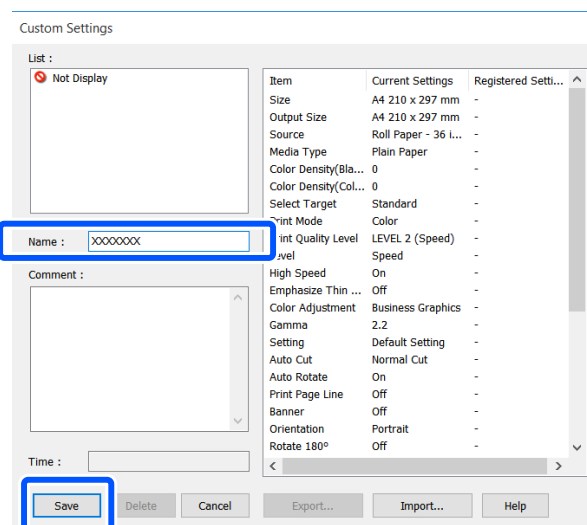 Custom Settings
List :
Not Display
Name : XXXXXXX
Comment :
Time :
Item Current Settings Registered Setti...
Size A4 210 x 297 mm -
Output Size A4 210 x 297 mm -
Source Roll Paper - 36 i... -
Media Type Plain Paper -
Color Density(Bla... 0 -
Color Density(Col... 0 -
Select Target Standard -
Print Mode Color -
Print Quality Level LEVEL 2 (Speed) -
Level Speed -
High Speed On -
Emphasize Thin ... Off -
Color Adjustment Business Graphics -
Gamma 2.2 -
Setting Default Setting -
Auto Cut Normal Cut -
Auto Rotate On -
Print Page Line Off -
Banner Off -
Orientation Portrait -
Rotate 180° Off -
Save Delete Cancel Export... Import... Help